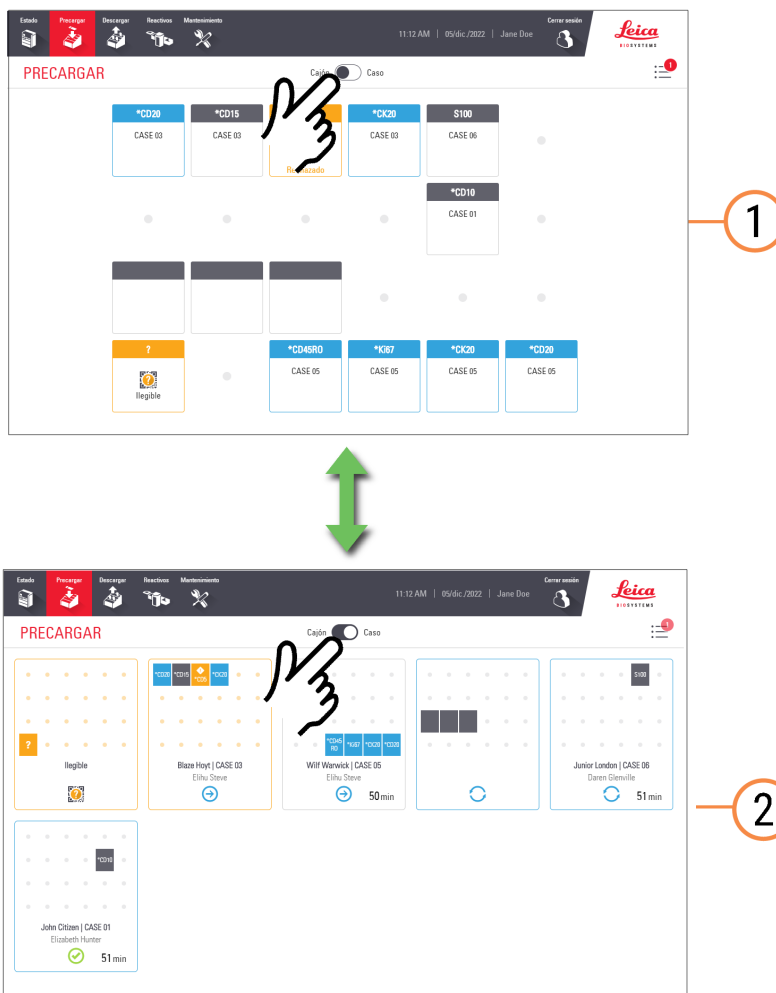 Estado Precargar Descargar Reactivos Mantenimiento Cerrar sesión
11:12 AM | 05/dic./2022 | Jane Doe
Leica
BIOSYSTEMS
PRECARGAR
Cajón Caso
1
*CD20 *CD15 *CK20 S100
CASE 03 CASE 03 CASE 03 CASE 06
*CD10
CASE 01
1
? *CD45RO *Ki67 *CK20 *CD20
CASE 05 CASE 05 CASE 05 CASE 05
?
Ilegible
Estado Precargar Descargar Reactivos Mantenimiento Cerrar sesión
11:12 AM | 05/dic./2022 | Jane Doe
Leica
BIOSYSTEMS
PRECARGAR
Cajón Caso
1
*CD20 *CD15 *CD5 *CK20 S100
? *CD45RO *Ki67 *CK20 *CD20
Ilegible Blaze Hoyt | CASE 03 Wilf Warwick | CASE 05 Junior London | CASE 06
Elihu Steve Elihu Steve Daren Glenville
? 50 min 51 min
2
*CD10
John Citizen | CASE 01
Elizabeth Hunter
51 min